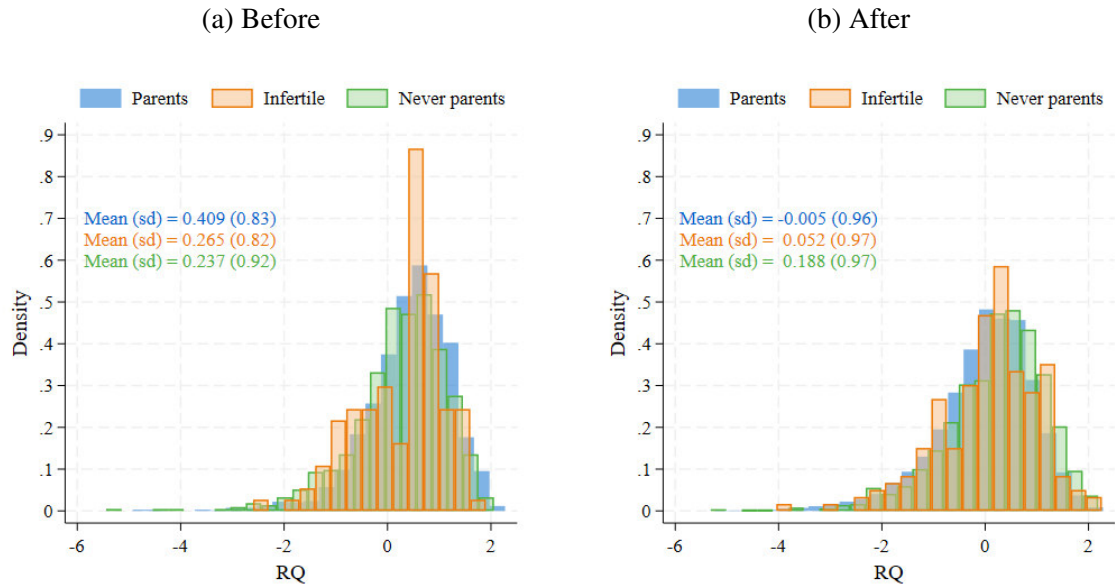 (a) Before
Parents Infertile Never parents
.9
.8
.7
.6
.5
.4
.3
.2
.1
0
Density
Mean (sd) = 0.409 (0.83)
Mean (sd) = 0.265 (0.82)
Mean (sd) = 0.237 (0.92)
-6 -4 -2 0 2
RQ
(b) After
Parents Infertile Never parents
.9
.8
.7
.6
.5
.4
.3
.2
.1
0
Density
Mean (sd) = -0.005 (0.96)
Mean (sd) = 0.052 (0.97)
Mean (sd) = 0.188 (0.97)
-6 -4 -2 0 2
RQ